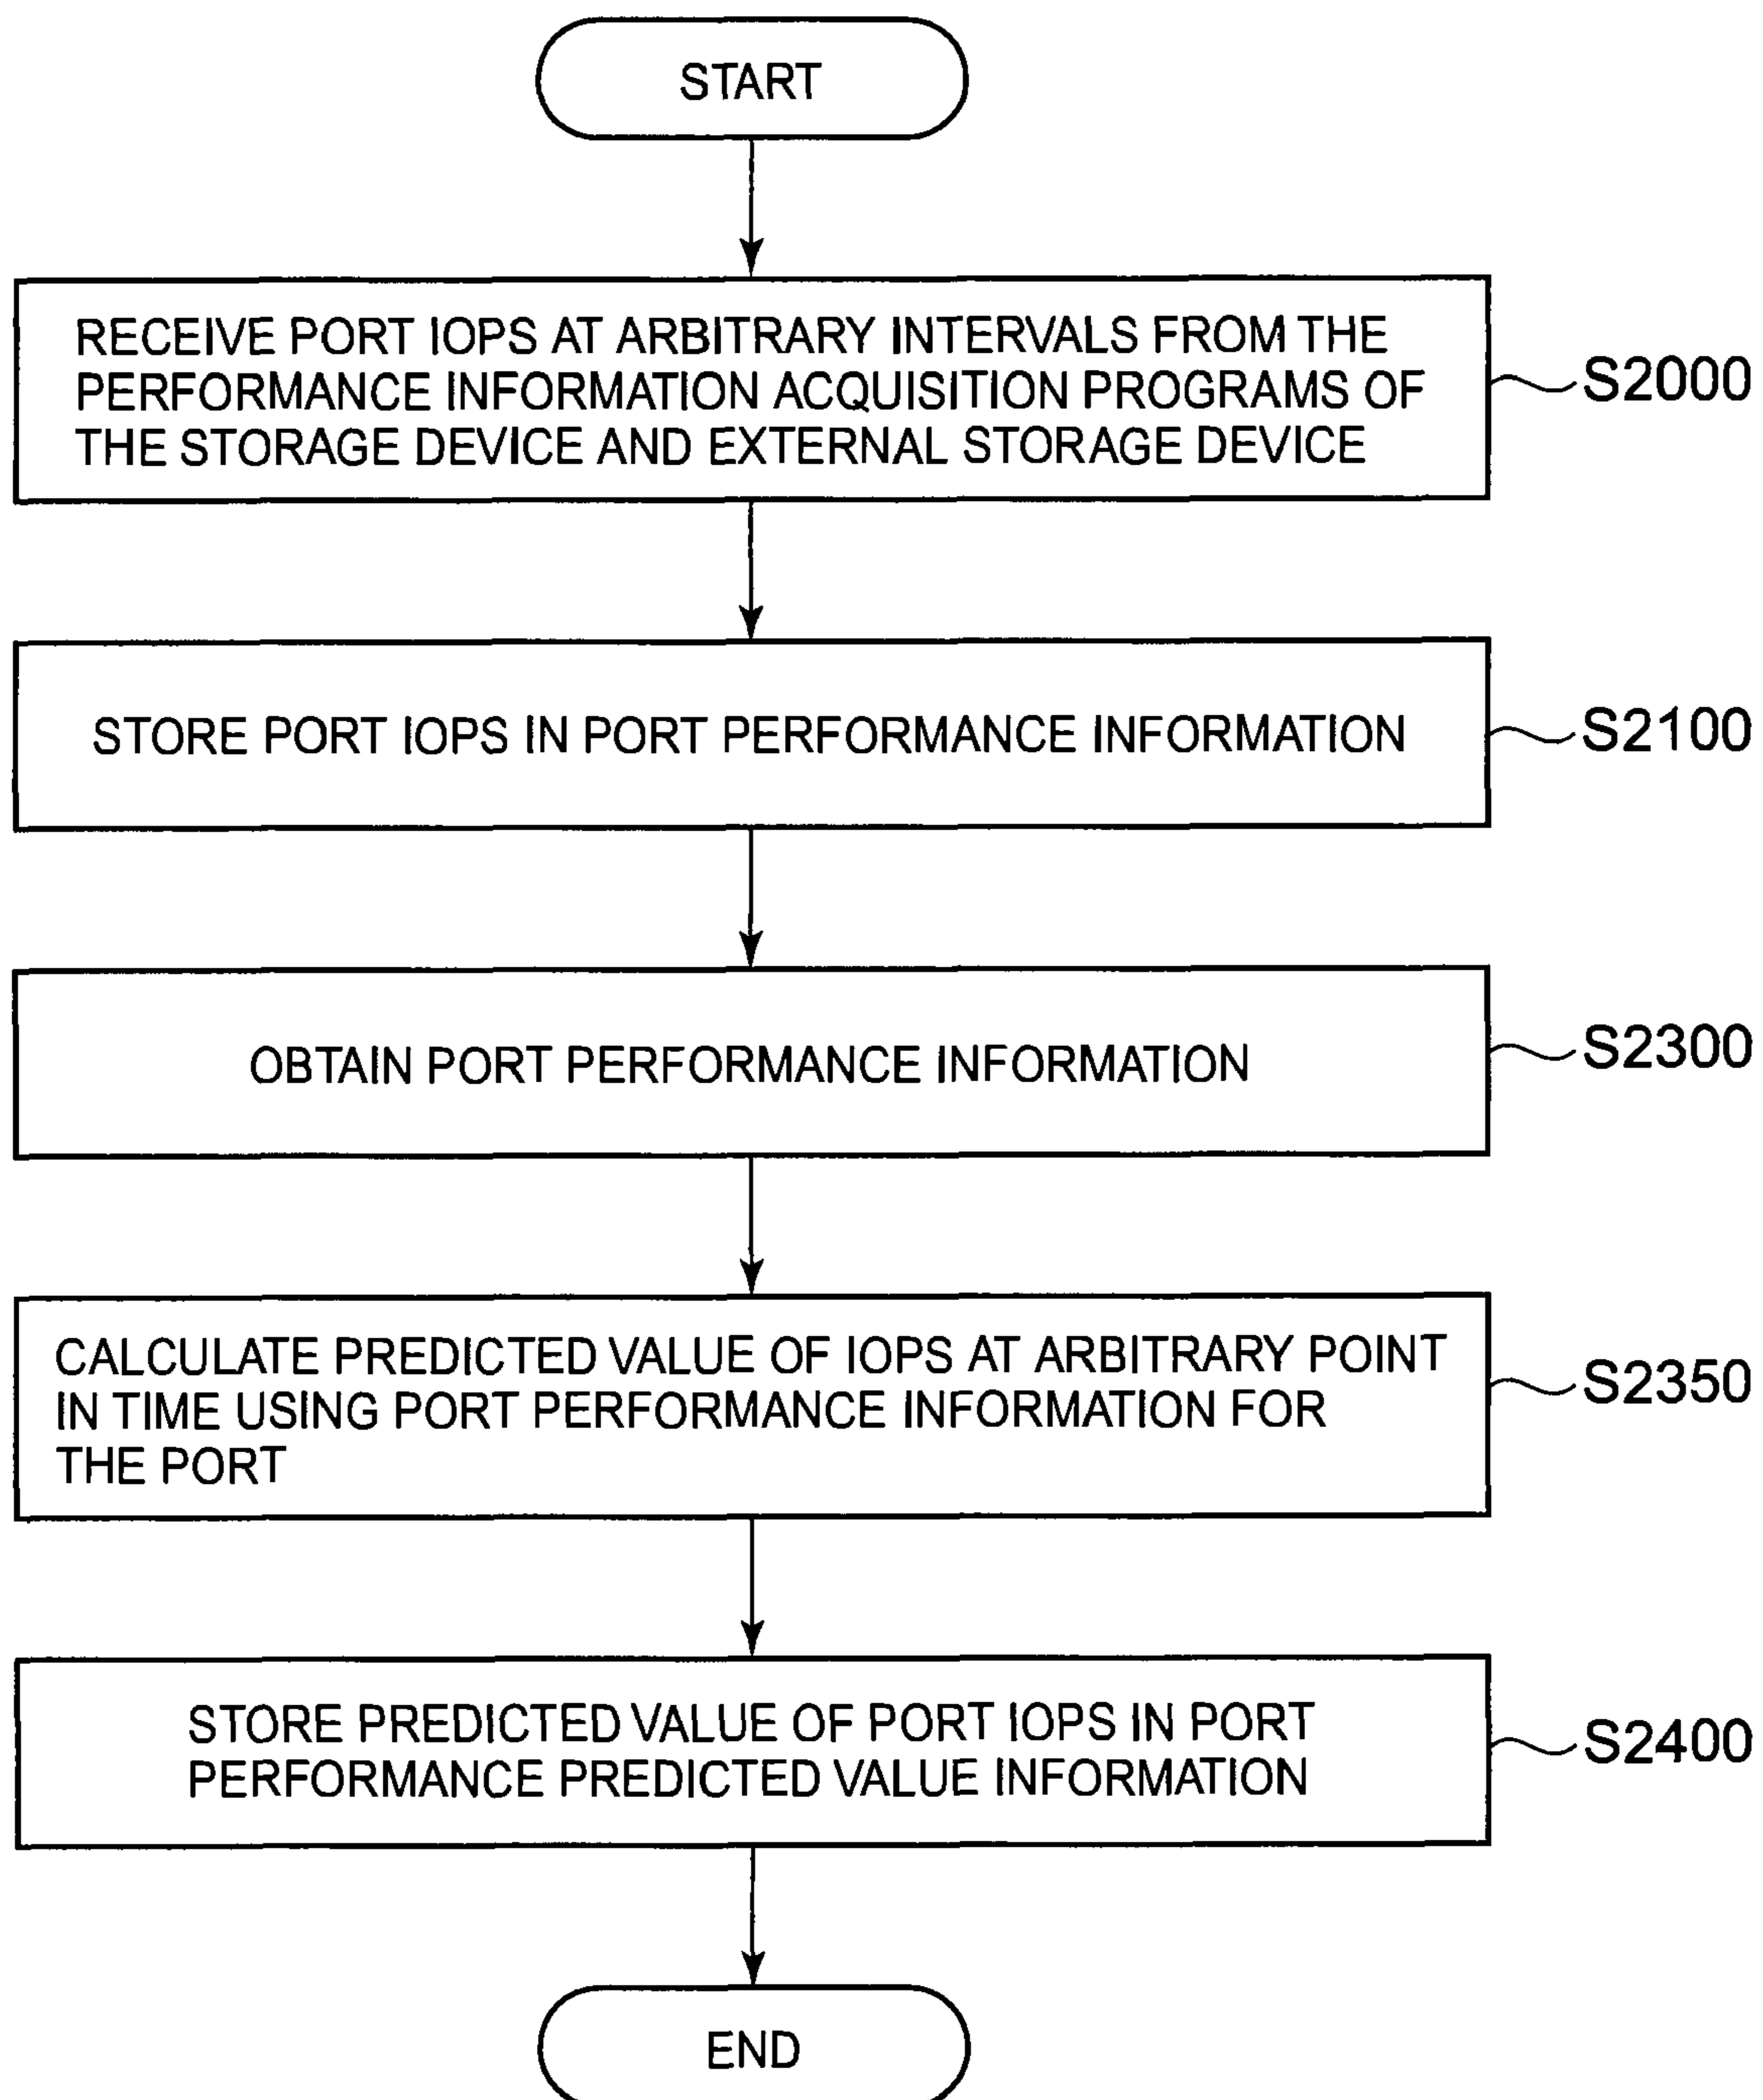 START
RECEIVE PORT IOPS AT ARBITRARY INTERVALS FROM THE
PERFORMANCE INFORMATION ACQUISITION PROGRAMS OF
THE STORAGE DEVICE AND EXTERNAL STORAGE DEVICE
S2000
STORE PORT IOPS IN PORT PERFORMANCE INFORMATION
S2100
OBTAIN PORT PERFORMANCE INFORMATION
S2300
CALCULATE PREDICTED VALUE OF IOPS AT ARBITRARY POINT
IN TIME USING PORT PERFORMANCE INFORMATION FOR
THE PORT
S2350
STORE PREDICTED VALUE OF PORT IOPS IN PORT
PERFORMANCE PREDICTED VALUE INFORMATION
S2400
END